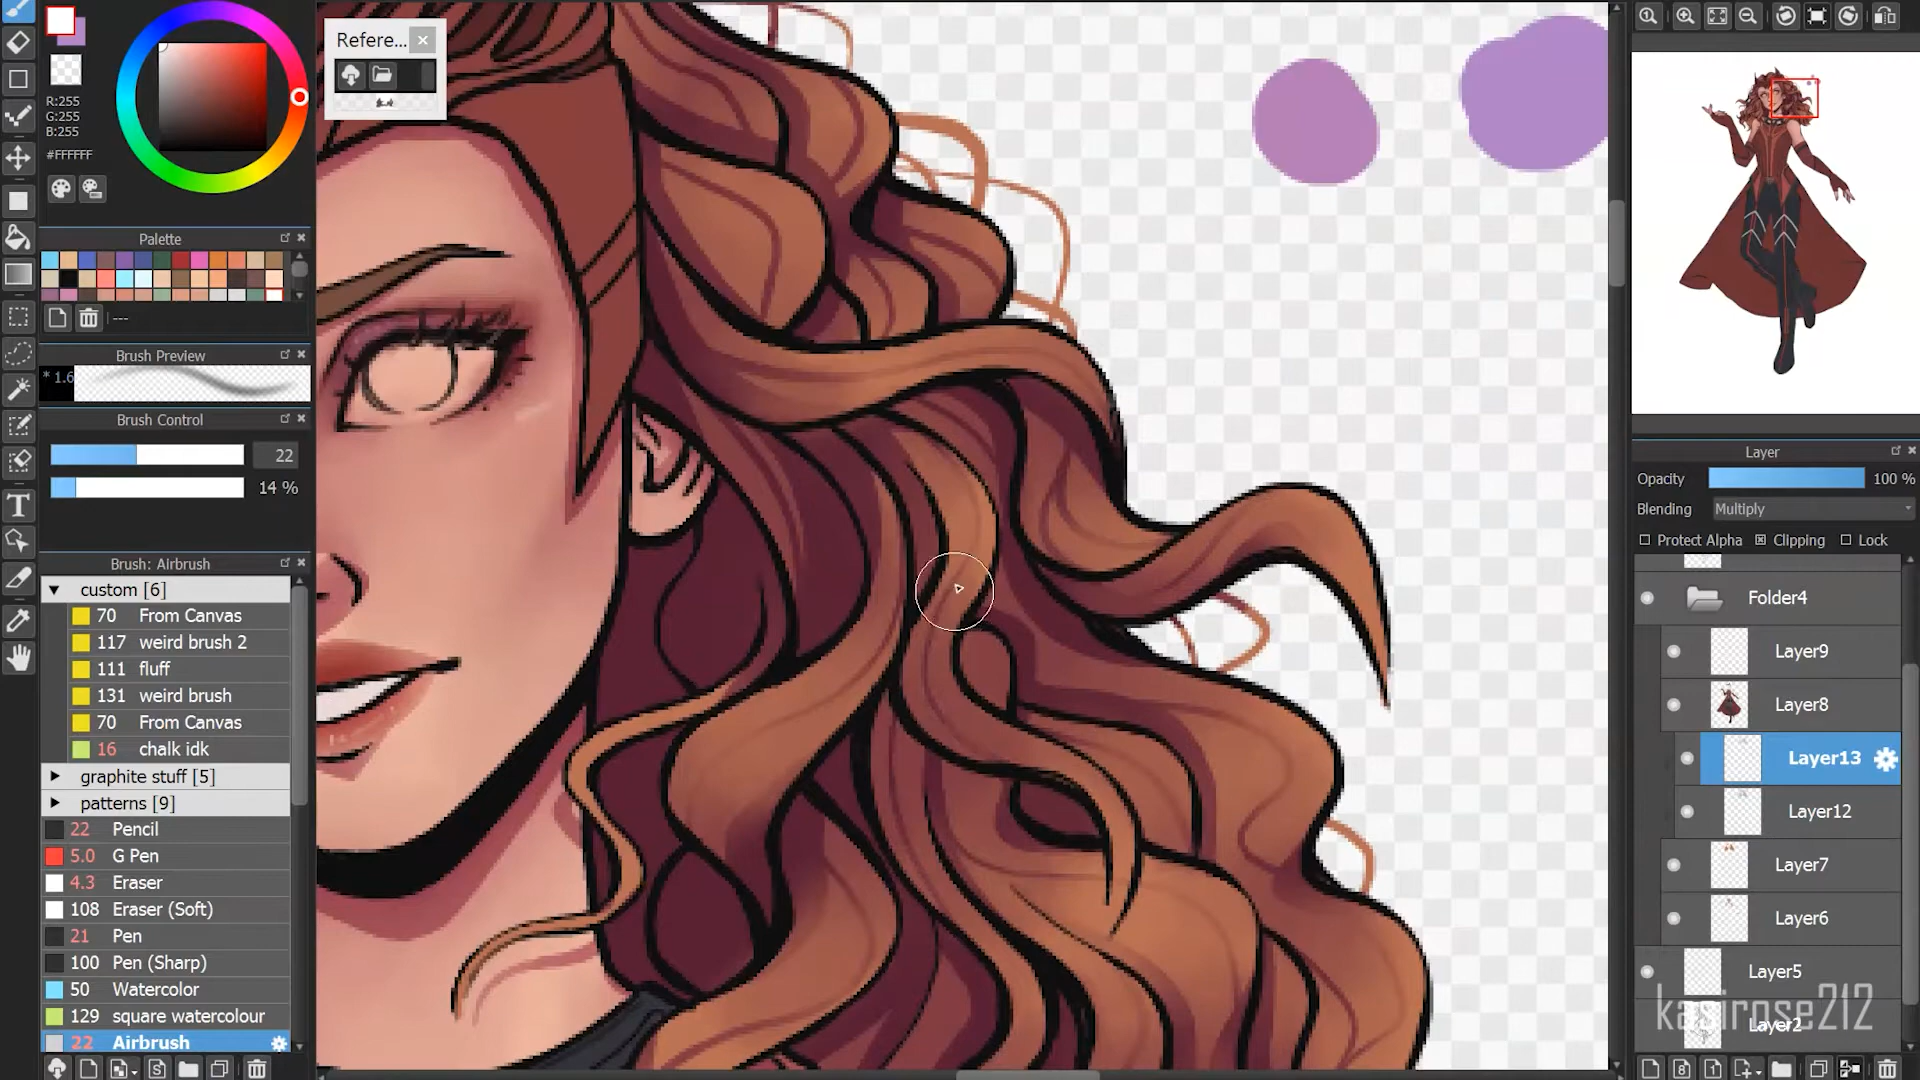 Refere...
R:255
G:255
B:255
#FFFFFF
Palette
---
Brush Preview
* 1.6
Brush Control
22
14 %
Brush: Airbrush
custom [6]
70 From Canvas
117 weird brush 2
111 fluff
131 weird brush
70 From Canvas
16 chalk idk
graphite stuff [5]
patterns [9]
22 Pencil
5.0 G Pen
4.3 Eraser
108 Eraser (Soft)
21 Pen
100 Pen (Sharp)
50 Watercolor
129 square watercolour
22 Airbrush
Layer
Opacity 100 %
Blending Multiply
Protect Alpha Clipping Lock
Folder4
Layer9
Layer8
Layer13
Layer12
Layer7
Layer6
Layer5
kasirose212
Layer2